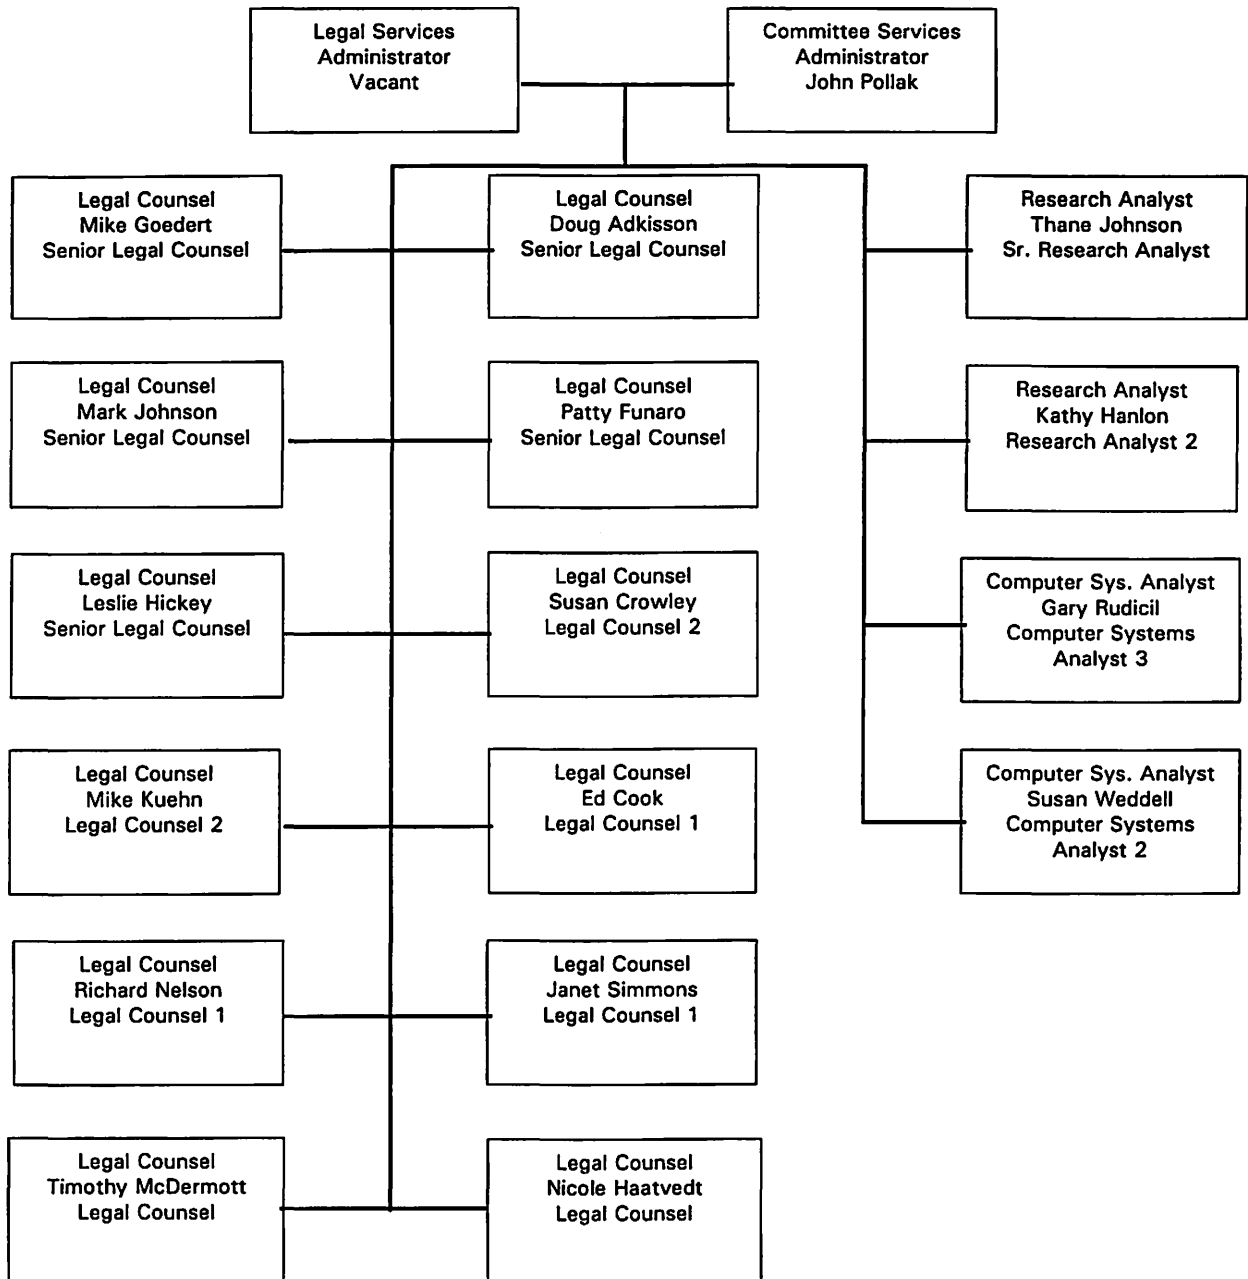 Legal Services
Administrator
Vacant
Committee Services
Administrator
John Pollak
Legal Counsel
Mike Goedert
Senior Legal Counsel
Legal Counsel
Doug Adkisson
Senior Legal Counsel
Research Analyst
Thane Johnson
Sr. Research Analyst
Legal Counsel
Mark Johnson
Senior Legal Counsel
Legal Counsel
Patty Funaro
Senior Legal Counsel
Research Analyst
Kathy Hanlon
Research Analyst 2
Legal Counsel
Leslie Hickey
Senior Legal Counsel
Legal Counsel
Susan Crowley
Legal Counsel 2
Computer Sys. Analyst
Gary Rudicil
Computer Systems
Analyst 3
Legal Counsel
Mike Kuehn
Legal Counsel 2
Legal Counsel
Ed Cook
Legal Counsel 1
Computer Sys. Analyst
Susan Weddell
Computer Systems
Analyst 2
Legal Counsel
Richard Nelson
Legal Counsel 1
Legal Counsel
Janet Simmons
Legal Counsel 1
Legal Counsel
Timothy McDermott
Legal Counsel
Legal Counsel
Nicole Haatvedt
Legal Counsel